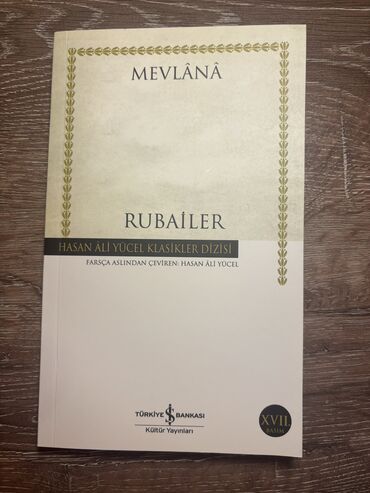 MEVLÂNÂ
RUBAİLER
HASAN ÂLİ YÜCEL KLASİKLER DİZİSİ
FARSÇA ASLINDAN ÇEVİREN: HASAN ÂLİ YÜCEL
TÜRKİYE İŞ BANKASI
Kültür Yayınları
XVII.
BASIM